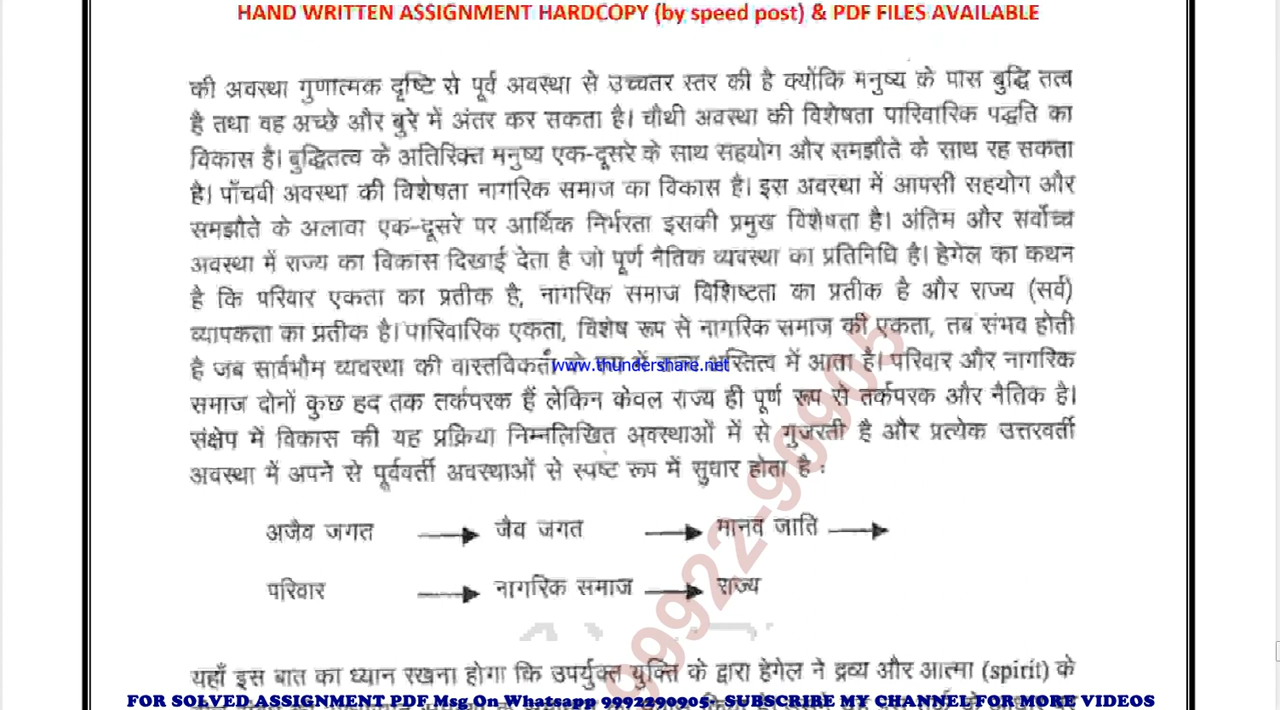 HAND WRITTEN ASSIGNMENT HARDCOPY (by speed post) & PDF FILES AVAILABLE
की अवस्था गुणात्मक दृष्टि से पूर्व अवस्था से उच्चतर स्तर की है क्योंकि मनुष्य के पास बुद्धि तत्व
है तथा वह अच्छे और बुरे में अंतर कर सकता है। चौथी अवस्था की विशेषता पारिवारिक पद्धति का
विकास है। बुद्धितत्व के अतिरिक्त मनुष्य एक-दूसरे के साथ सहयोग और समझौते के साथ रह सकता
है। पाँचवी अवस्था की विशेषता नागरिक समाज का विकास है। इस अवस्था में आपसी सहयोग और
समझौते के अलावा एक-दूसरे पर आर्थिक निर्भरता इसकी प्रमुख विशेषता है। अंतिम और सर्वोच्च
अवस्था में राज्य का विकास दिखाई देता है जो पूर्ण नैतिक व्यवस्था का प्रतिनिधि है। हेगेल का कथन
है कि परिवार एकता का प्रतीक है, नागरिक समाज विशिष्टता का प्रतीक है और राज्य (सर्व)
व्यापकता का प्रतीक है। पारिवारिक एकता, विशेष रूप से नागरिक समाज की एकता, तब संभव होती
है जब सार्वभौम व्यवस्था की वास्तविकता www.thundershare.net अस्तित्व में आता है। परिवार और नागरिक
समाज दोनों कुछ हद तक तर्कपरक हैं लेकिन केवल राज्य ही पूर्ण रूप से तर्कपरक और नैतिक है।
संक्षेप में विकास की यह प्रक्रिया निम्नलिखित अवस्थाओं में से गुजरती है और प्रत्येक उत्तरवर्ती
अवस्था में अपने से पूर्ववर्ती अवस्थाओं से स्पष्ट रूप में सुधार होता है :
अजैव जगत → जैव जगत → मानव जाति →
परिवार → नागरिक समाज → राज्य
99922-90905
यहाँ इस बात का ध्यान रखना होगा कि उपर्युक्त युक्ति के द्वारा हेगेल ने द्रव्य और आत्मा (spirit) के
FOR SOLVED ASSIGNMENT PDF Msg On Whatsapp 9992290905- SUBSCRIBE MY CHANNEL FOR MORE VIDEOS